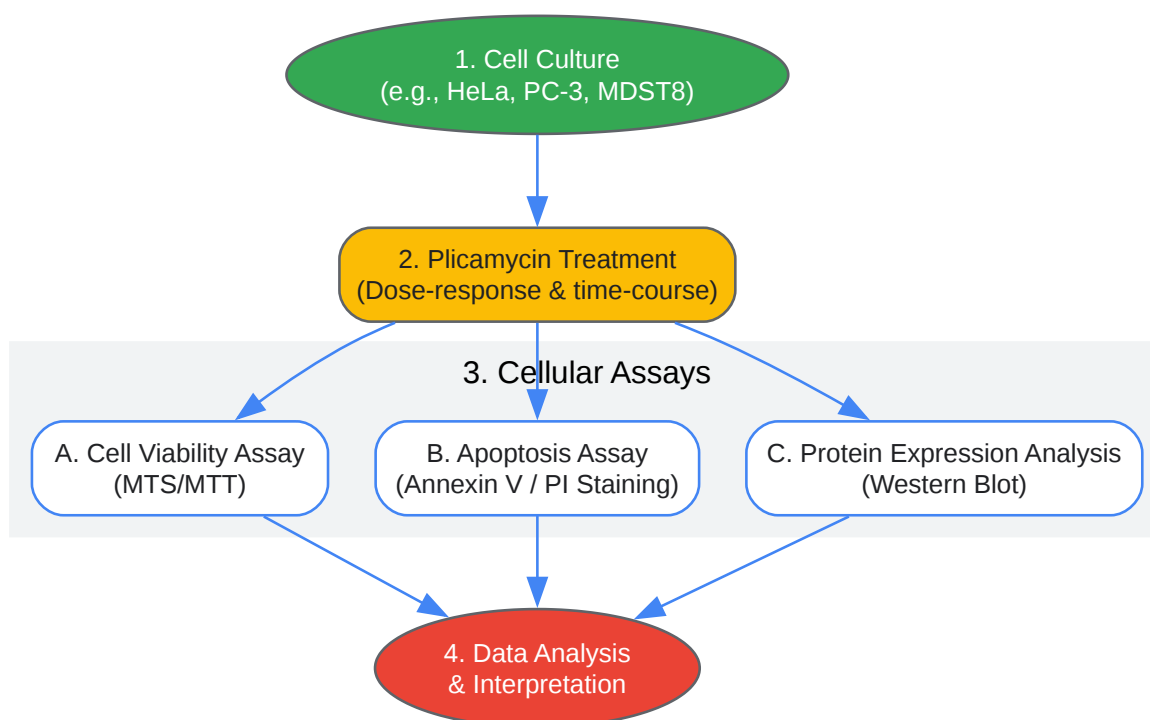 1. Cell Culture
(e.g., HeLa, PC-3, MDST8)
2. Plicamycin Treatment
(Dose-response & time-course)
3. Cellular Assays
A. Cell Viability Assay
(MTS/MTT)
B. Apoptosis Assay
(Annexin V / PI Staining)
C. Protein Expression Analysis
(Western Blot)
4. Data Analysis
& Interpretation